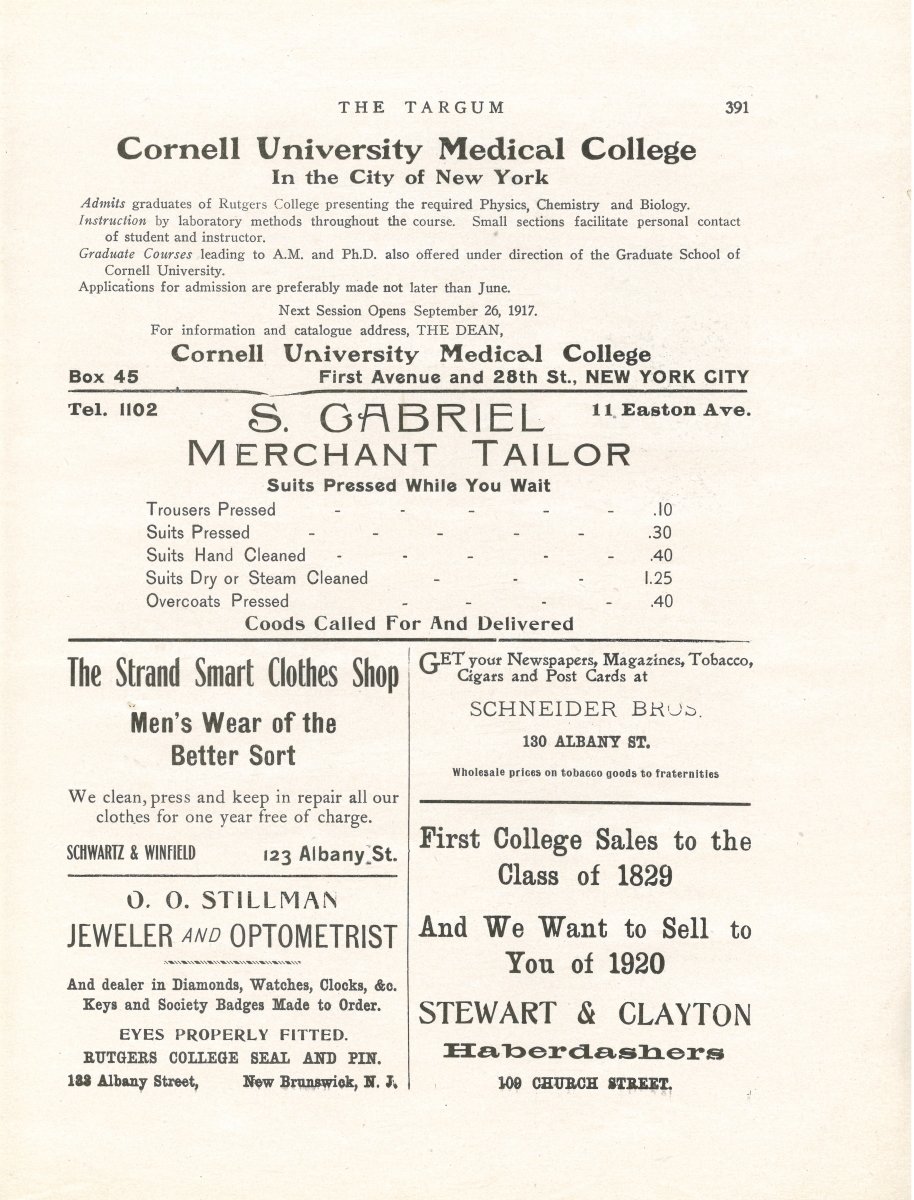 THE TARGUM 391
Cornell University Medical College
In the City of New York
Admits graduates of Rutgers College presenting the required Physics, Chemistry and Biology.
Instruction by laboratory methods throughout the course. Small sections facilitate personal contact
of student and instructor.
Graduate Courses leading to A.M. and Ph.D. also offered under direction of the Graduate School of
Cornell University.
Applications for admission are preferably made not later than June.
Next Session Opens September 26, 1917.
For information and catalogue address, THE DEAN,
Cornell University Medical College
Box 45 First Avenue and 28th St., NEW YORK CITY
Tel. 1102 S. GABRIEL 11 Easton Ave.
MERCHANT TAILOR
Suits Pressed While You Wait
Trousers Pressed - - - - - .10
Suits Pressed - - - - - .30
Suits Hand Cleaned - - - - - .40
Suits Dry or Steam Cleaned - - - 1.25
Overcoats Pressed - - - - .40
Coods Called For And Delivered
The Strand Smart Clothes Shop
Men's Wear of the
Better Sort
We clean, press and keep in repair all our
clothes for one year free of charge.
SCHWARTZ & WINFIELD 123 Albany St.
O. O. STILLMAN
JEWELER AND OPTOMETRIST
And dealer in Diamonds, Watches, Clocks, &c.
Keys and Society Badges Made to Order.
EYES PROPERLY FITTED.
RUTGERS COLLEGE SEAL AND PIN.
133 Albany Street, New Brunswick, N. J.
GET your Newspapers, Magazines, Tobacco,
Cigars and Post Cards at
SCHNEIDER BROS.
130 ALBANY ST.
Wholesale prices on tobacco goods to fraternities
First College Sales to the
Class of 1829
And We Want to Sell to
You of 1920
STEWART & CLAYTON
Haberdashers
109 CHURCH STREET.